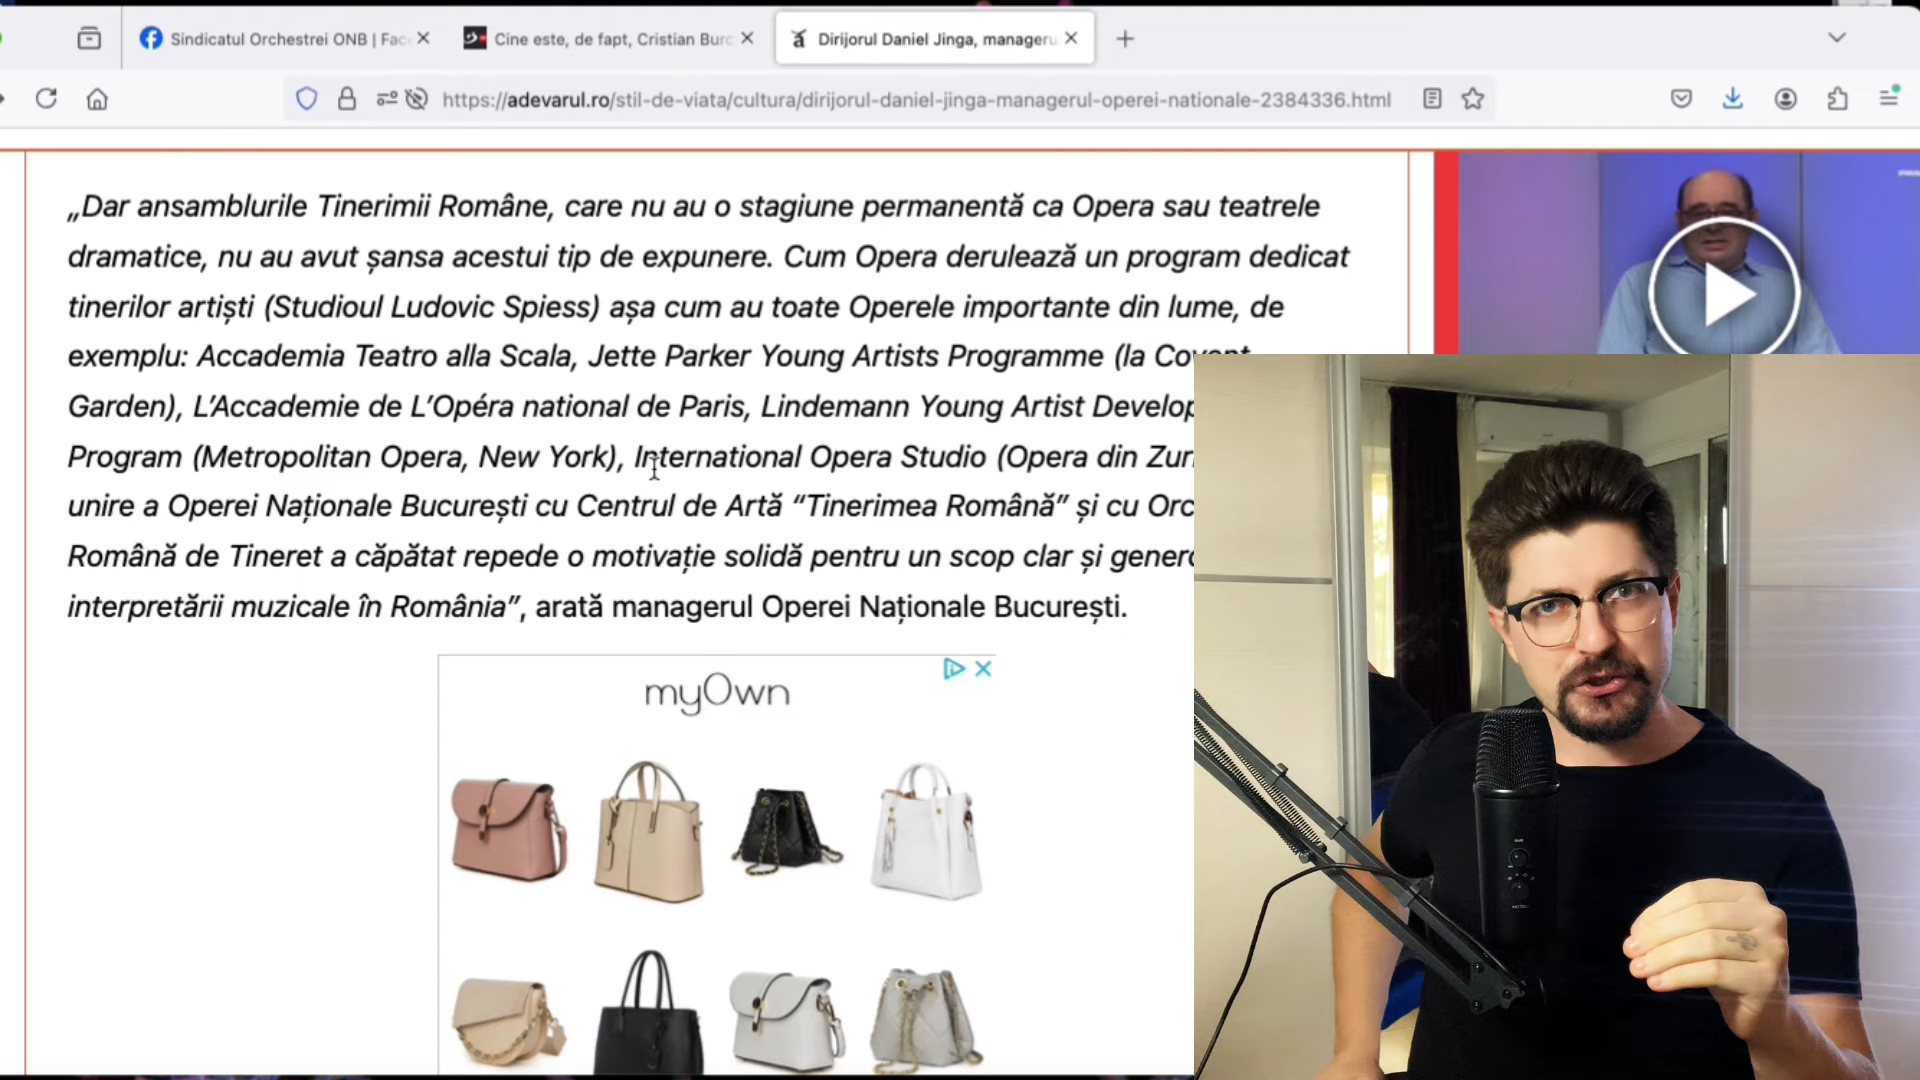 Sindicatul Orchestrei ONB | Fac
Cine este, de fapt, Cristian Burc
Dirijorul Daniel Jinga, manageru
https://adevarul.ro/stil-de-viata/cultura/dirijorul-daniel-jinga-managerul-operei-nationale-2384336.html
„Dar ansamblurile Tinerimii Române, care nu au o stagiune permanentă ca Opera sau teatrele
dramatice, nu au avut șansa acestui tip de expunere. Cum Opera derulează un program dedicat
tinerilor artiști (Studioul Ludovic Spiess) așa cum au toate Operele importante din lume, de
exemplu: Accademia Teatro alla Scala, Jette Parker Young Artists Programme (la Covent
Garden), L’Accademie de L’Opéra national de Paris, Lindemann Young Artist Develop
Program (Metropolitan Opera, New York), International Opera Studio (Opera din Zur
unire a Operei Naționale București cu Centrul de Artă “Tinerimea Română” și cu Orc
Română de Tineret a căpătat repede o motivație solidă pentru un scop clar și genero
interpretării muzicale în România”, arată managerul Operei Naționale București.
myOwn